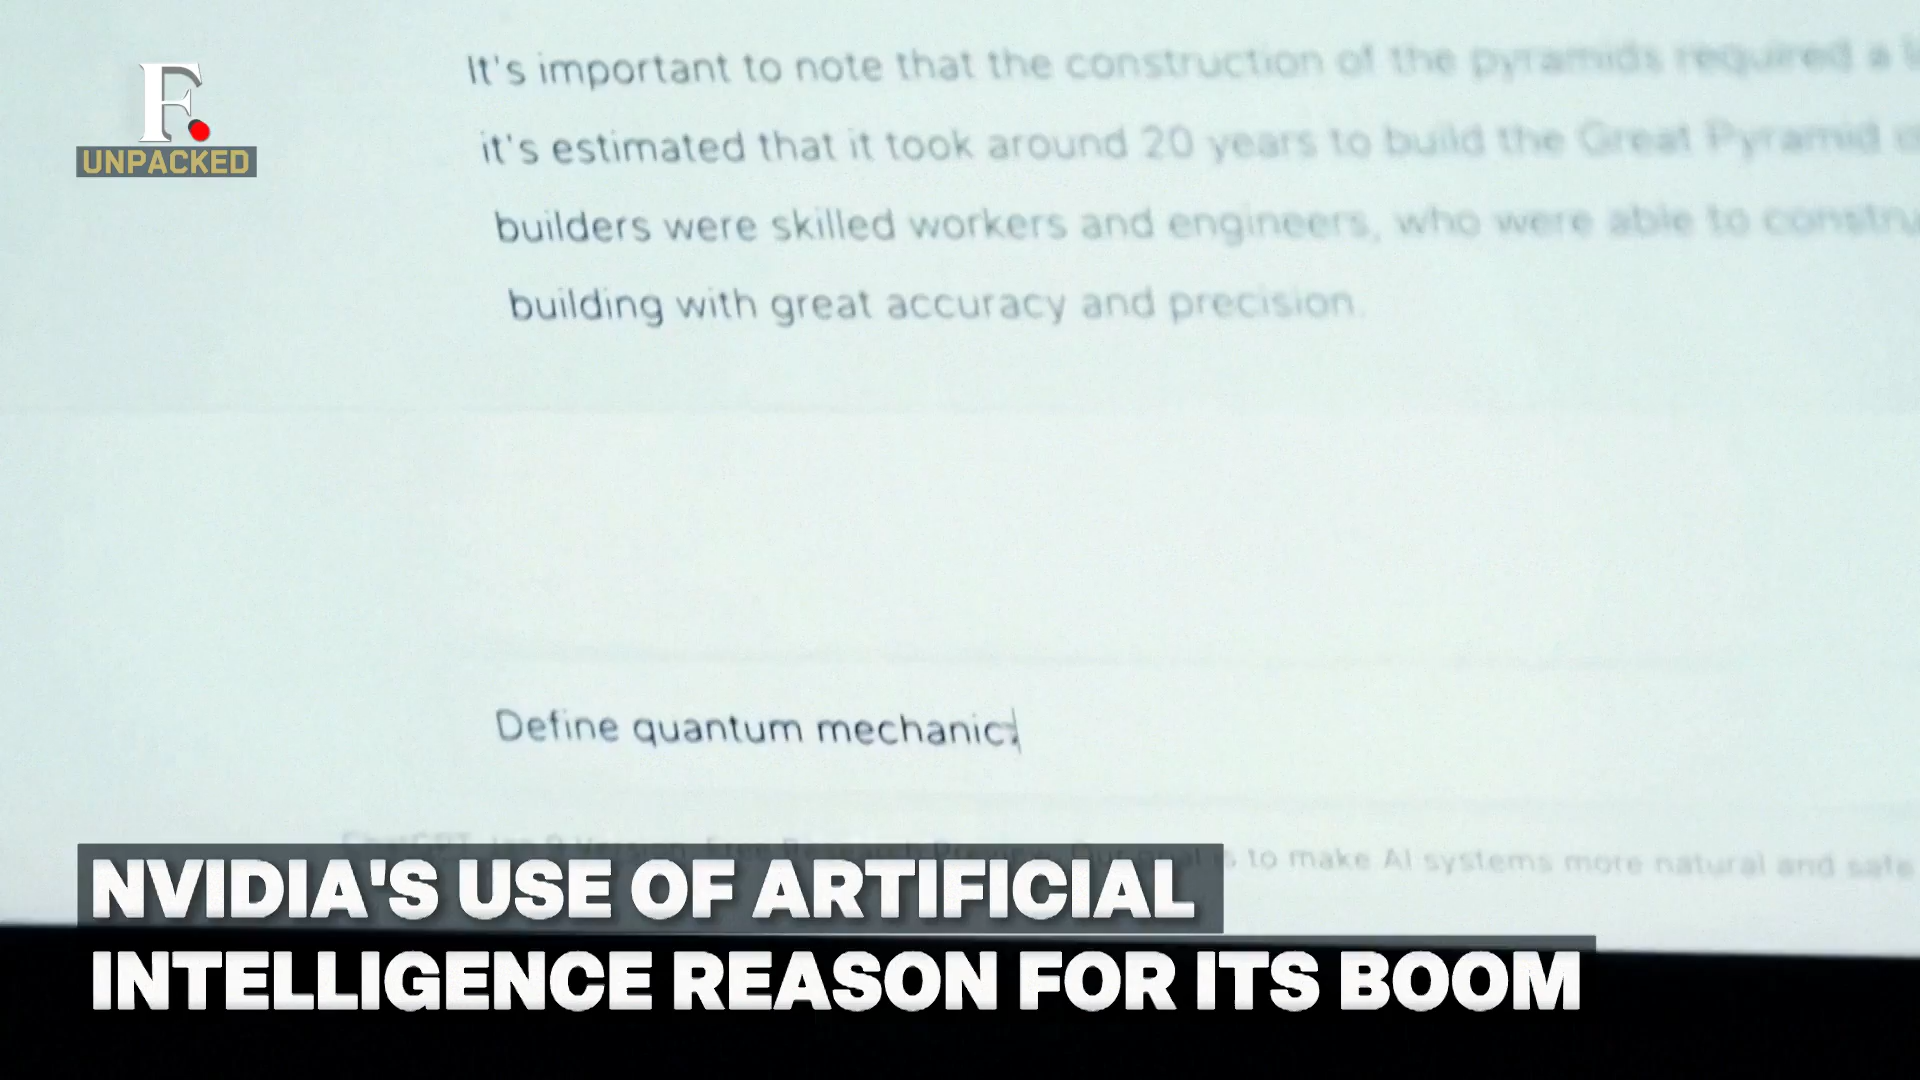 F
UNPACKED
It's important to note that the construction of the pyramids required a
it's estimated that it took around 20 years to build the Great Pyramid
builders were skilled workers and engineers, who were able to
building with great accuracy and precision.
Define quantum
to make AI systems more natural and safe
NVIDIA'S USE OF ARTIFICIAL
INTELLIGENCE REASON FOR ITS BOOM